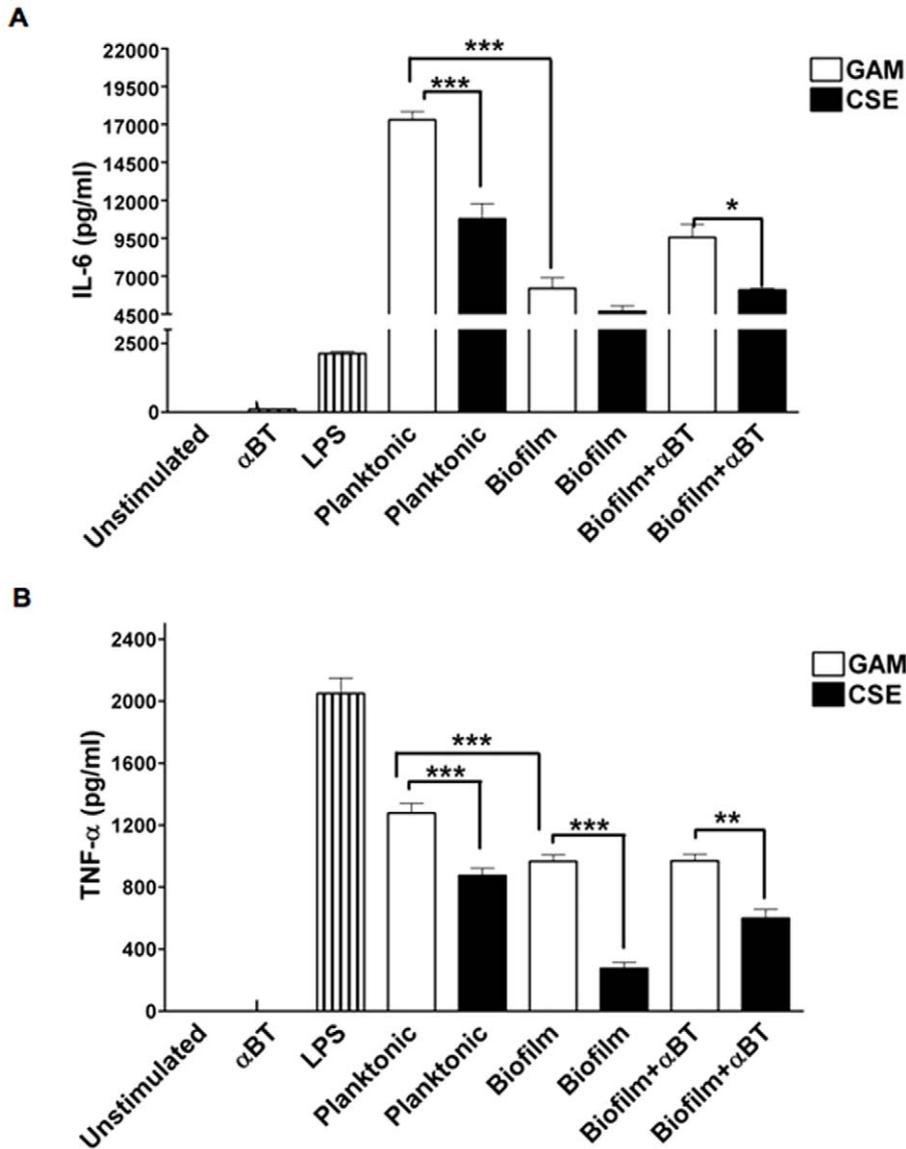 A
***
***
*
IL-6 (pg/ml)
22000
19500
17000
14500
12000
9500
7000
4500
2500
0
GAM
CSE
Unstimulated
αBT
LPS
Planktonic
Planktonic
Biofilm
Biofilm
Biofilm+αBT
Biofilm+αBT
B
***
***
***
**
TNF-α (pg/ml)
2400
2000
1600
1200
800
400
0
GAM
CSE
Unstimulated
αBT
LPS
Planktonic
Planktonic
Biofilm
Biofilm
Biofilm+αBT
Biofilm+αBT